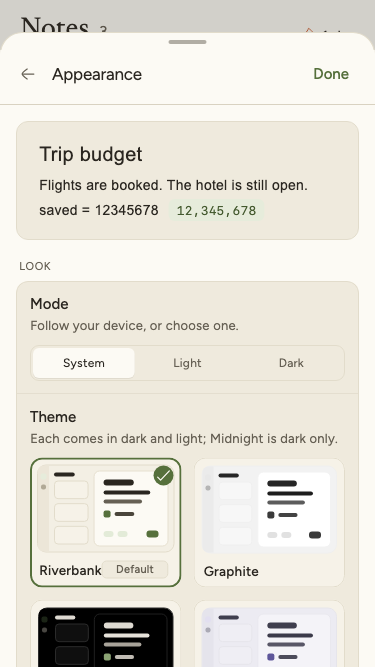 Notes 3
Appearance
Done
Trip budget
Flights are booked. The hotel is still open.
saved = 12345678 12,345,678
LOOK
Mode
Follow your device, or choose one.
System Light Dark
Theme
Each comes in dark and light; Midnight is dark only.
Riverbank Default
Graphite